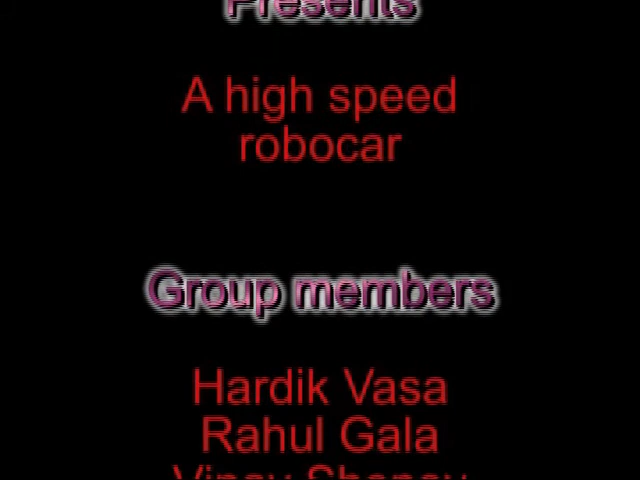 Presents
A high speed
robocar
Group members
Hardik Vasa
Rahul Gala